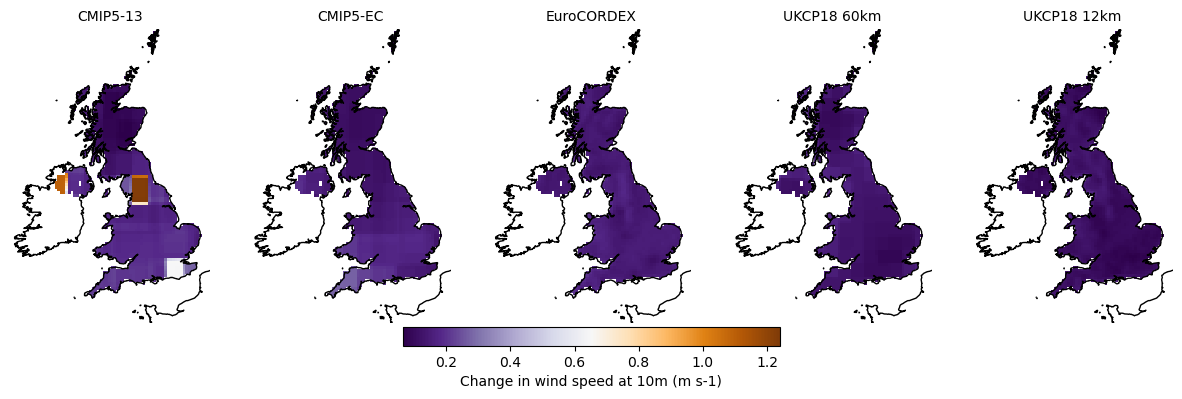 CMIP5-13 CMIP5-EC EuroCORDEX UKCP18 60km UKCP18 12km
0.2 0.4 0.6 0.8 1.0 1.2
Change in wind speed at 10m (m s-1)